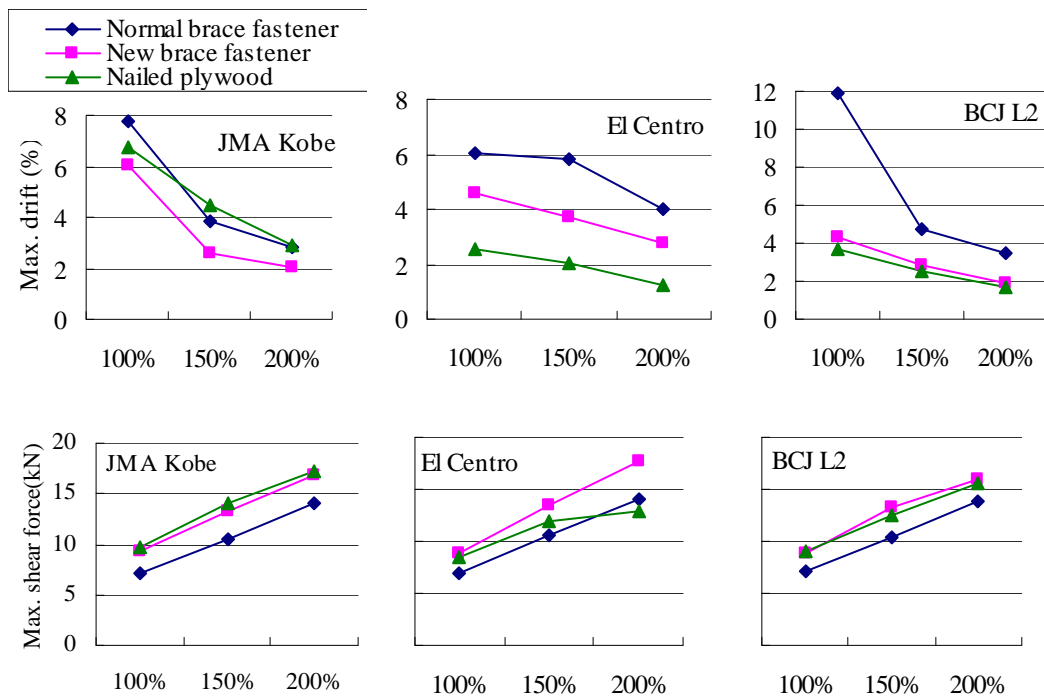 Normal brace fastener
New brace fastener
Nailed plywood
Max. drift (%)
8
6
4
2
0
JMA Kobe
100% 150% 200%
8
6
4
2
0
El Centro
100% 150% 200%
12
10
8
6
4
2
0
BCJ L2
100% 150% 200%
Max. shear force(kN)
20
15
10
5
0
JMA Kobe
100% 150% 200%
El Centro
100% 150% 200%
BCJ L2
100% 150% 200%